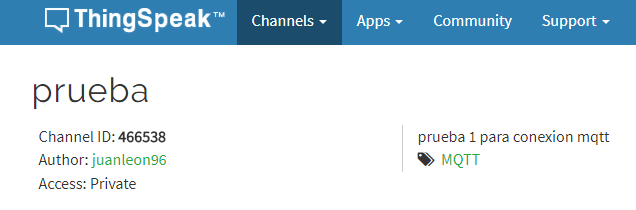 ThingSpeak™ Channels Apps Community Support
prueba
Channel ID: 466538
Author: juanleon96
Access: Private
prueba 1 para conexion mqtt
MQTT